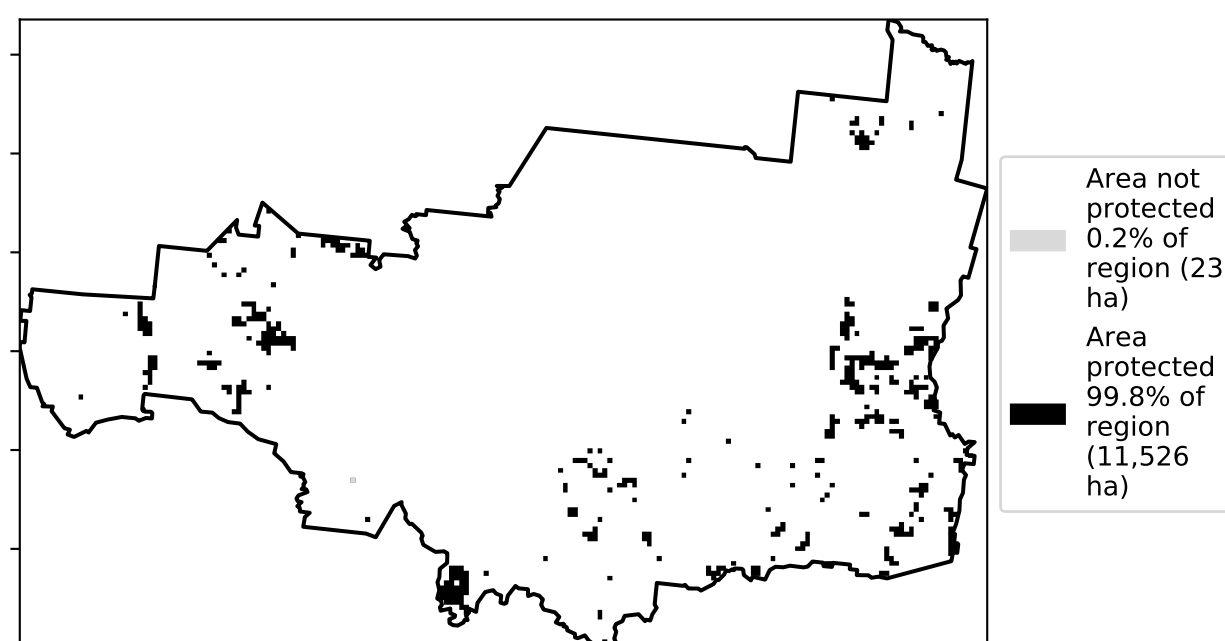 Area not
protected
0.2% of
region (23
ha)
Area
protected
99.8% of
region
(11,526
ha)